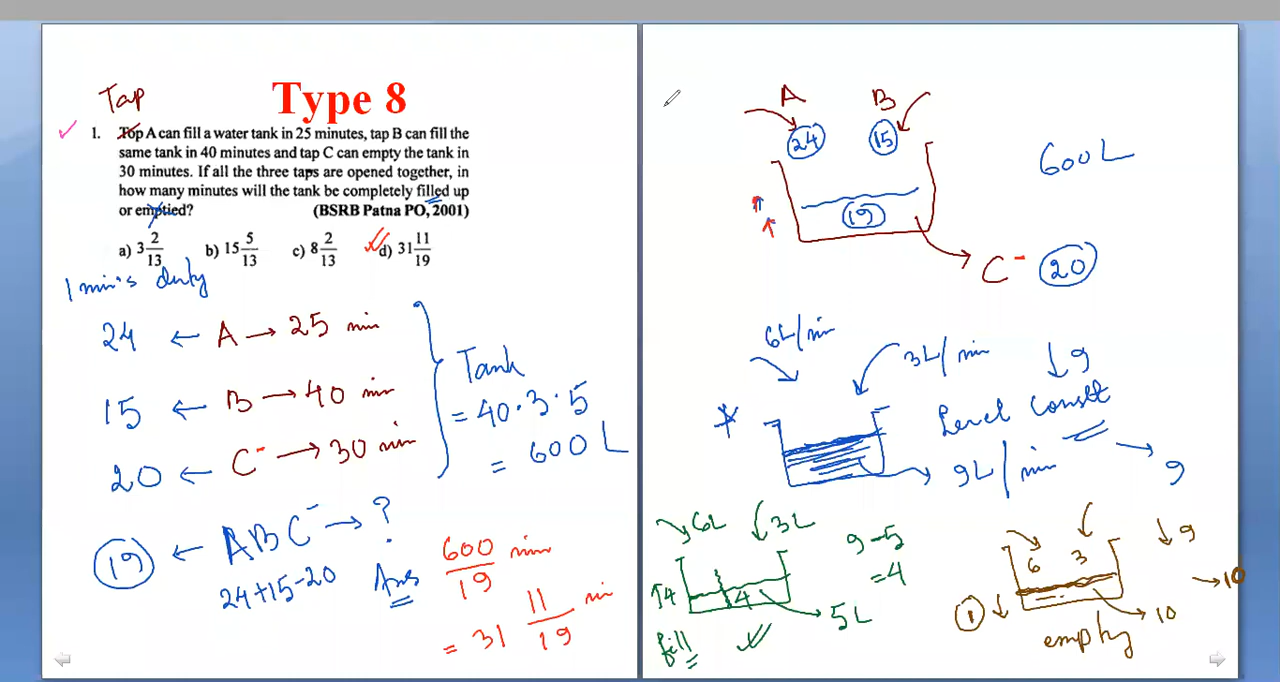 Tap
Type 8
1. Top A can fill a water tank in 25 minutes, tap B can fill the
same tank in 40 minutes and tap C can empty the tank in
30 minutes. If all the three taps are opened together, in
how many minutes will the tank be completely filled up
or emptied? (BSRB Patna PO, 2001)
a) 3 2/13 b) 15 5/13 c) 8 2/13 d) 31 11/19
1 min's duty
24 ← A → 25 min
15 ← B → 40 min
20 ← C⁻ → 30 min
Tank
= 40·3·5
= 600 L
19 ← ABC⁻ → ?
24+15-20
Ans 600/19 min
= 31 11/19 min
A B
24 15
600L
19
C⁻ 20
6L/min
3L/min
↓9
Level constt
9L/min
→ 9
6L 3L
9-5
=4
↑4 4
5L
fill
6 3
↓9
→10
① ↓ 10
empty